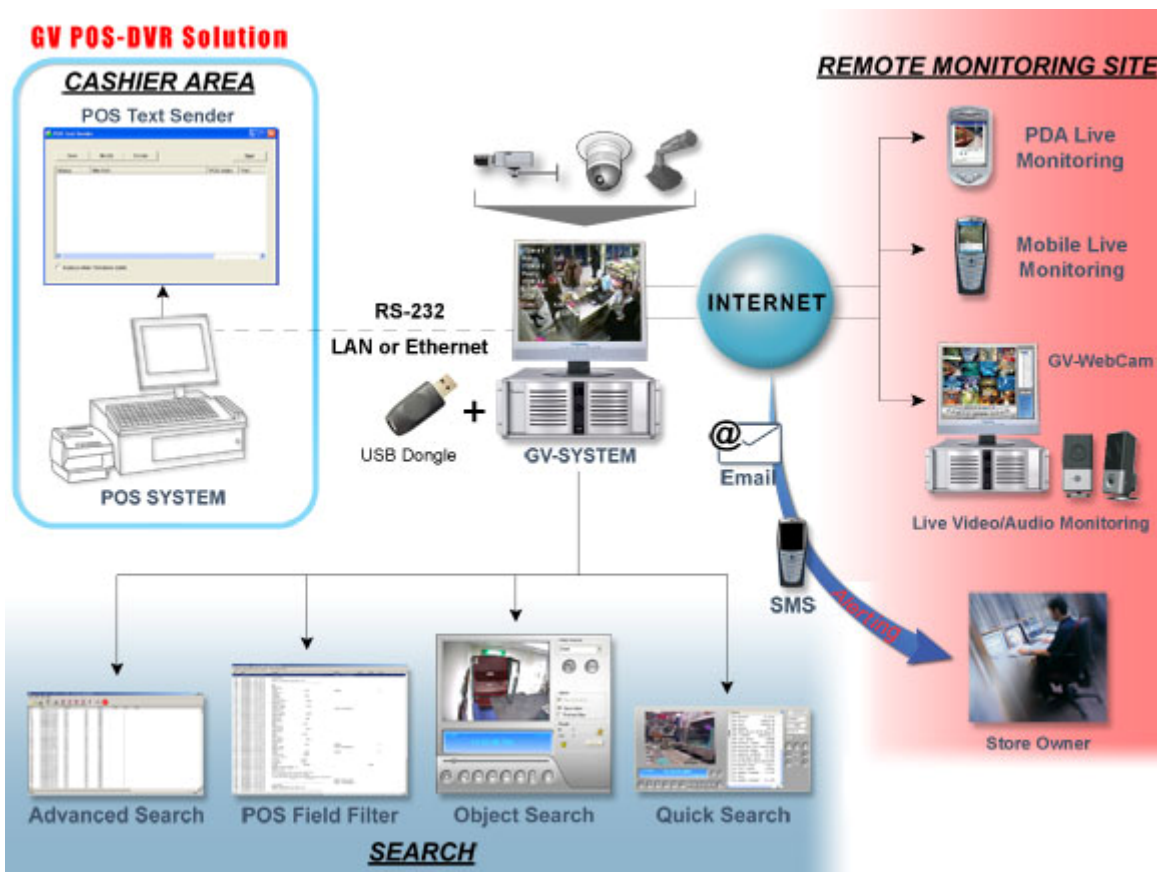 GV POS-DVR Solution
CASHIER AREA
POS Text Sender
POS SYSTEM
RS-232
LAN or Ethernet
USB Dongle
+
GV-SYSTEM
INTERNET
@
Email
SMS
Alerting
REMOTE MONITORING SITE
PDA Live
Monitoring
Mobile Live
Monitoring
GV-WebCam
Live Video/Audio Monitoring
Store Owner
Advanced Search
POS Field Filter
Object Search
Quick Search
SEARCH